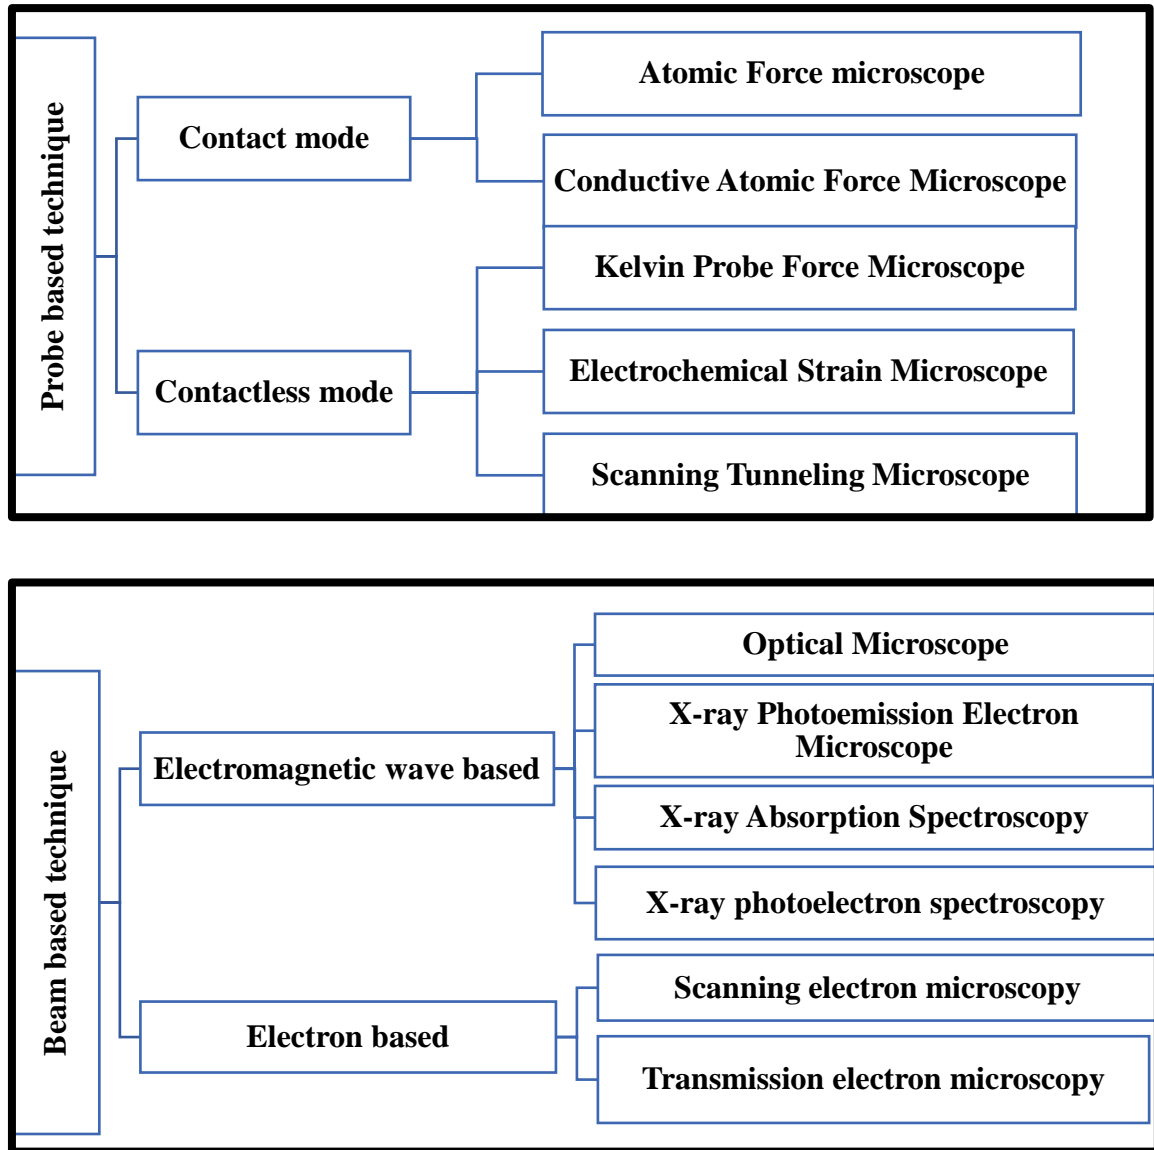 Probe based technique
Contact mode
Atomic Force microscope
Conductive Atomic Force Microscope
Contactless mode
Kelvin Probe Force Microscope
Electrochemical Strain Microscope
Scanning Tunneling Microscope
Beam based technique
Electromagnetic wave based
Optical Microscope
X-ray Photoemission Electron
Microscope
X-ray Absorption Spectroscopy
X-ray photoelectron spectroscopy
Electron based
Scanning electron microscopy
Transmission electron microscopy